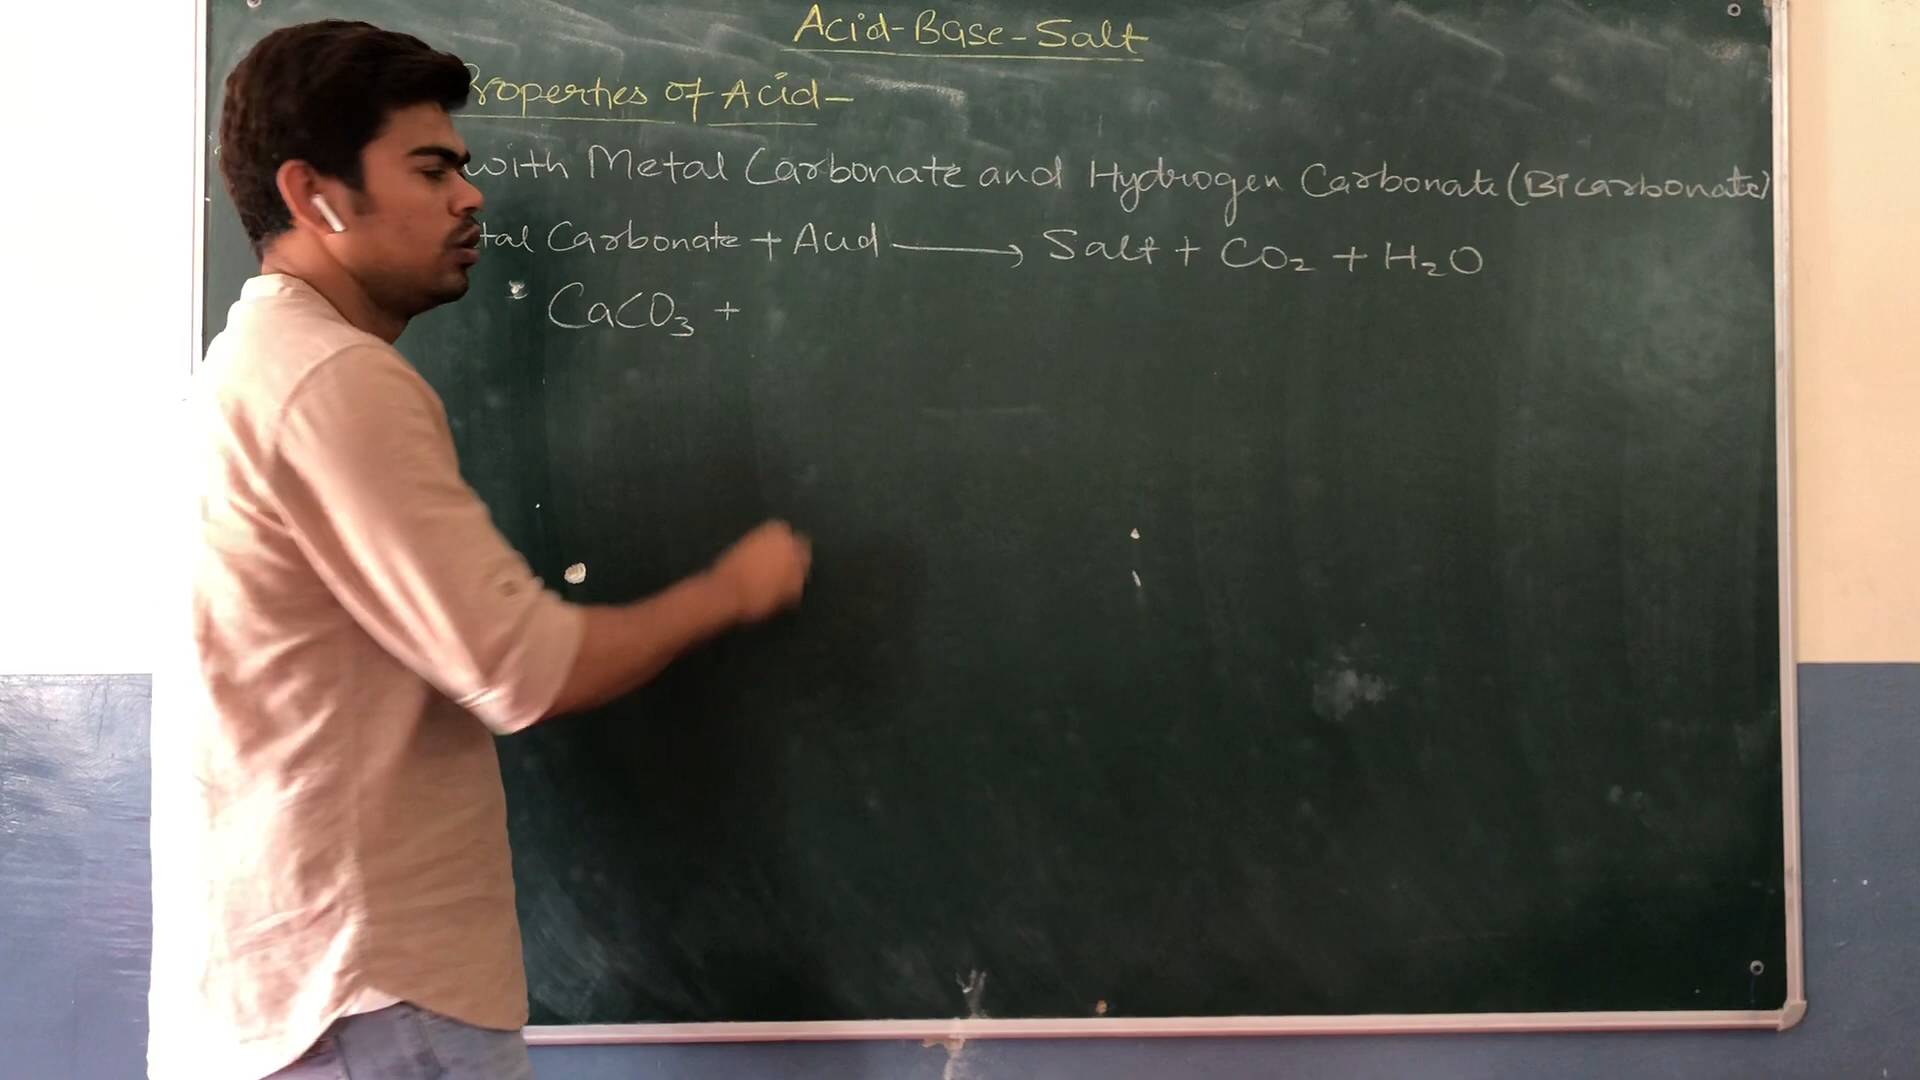 Acid-Base-Salt
Properties of Acid-
with Metal Carbonate and Hydrogen Carbonate (Bicarbonate)
tal Carbonate + Acid ⟶ Salt + CO₂ + H₂O
CaCO₃ +